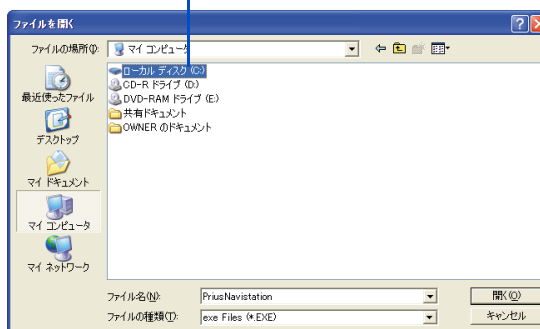 ファイルを開く
ファイルの場所(I):
マイ コンピュータ
最近使ったファイル
デスクトップ
マイ ドキュメント
マイ コンピュータ
マイ ネットワーク
ローカル ディスク (C:)
CD-R ドライブ (D:)
DVD-RAM ドライブ (E:)
共有ドキュメント
OWNER のドキュメント
ファイル名(N):
PriusNavistation
開く(O)
ファイルの種類(T):
exe Files (*.EXE)
キャンセル